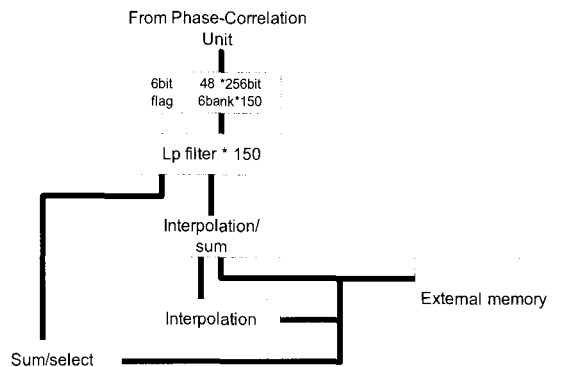 From Phase-Correlation
Unit
6bit 48 *256bit
flag 6bank*150
Lp filter * 150
Interpolation/
sum
External memory
Interpolation
Sum/select